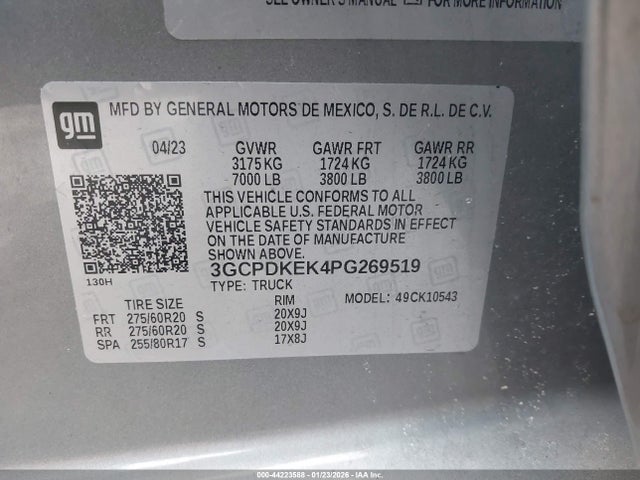 SEE OWNER'S MANUAL FOR MORE INFORMATION
gm
MFD BY GENERAL MOTORS DE MEXICO, S. DE R.L. DE C.V.
04/23 GVWR GAWR FRT GAWR RR
3175 KG 1724 KG 1724 KG
7000 LB 3800 LB 3800 LB
THIS VEHICLE CONFORMS TO ALL
APPLICABLE U.S. FEDERAL MOTOR
VEHICLE SAFETY STANDARDS IN EFFECT
ON THE DATE OF MANUFACTURE
SHOWN ABOVE.
3GCPDKEK4PG269519
130H
TYPE: TRUCK MODEL: 49CK10543
TIRE SIZE RIM
FRT 275/60R20 S 20X9J
RR 275/60R20 S 20X9J
SPA 255/80R17 S 17X8J
000-44223588 - 01/23/2026 - IAA, Inc.